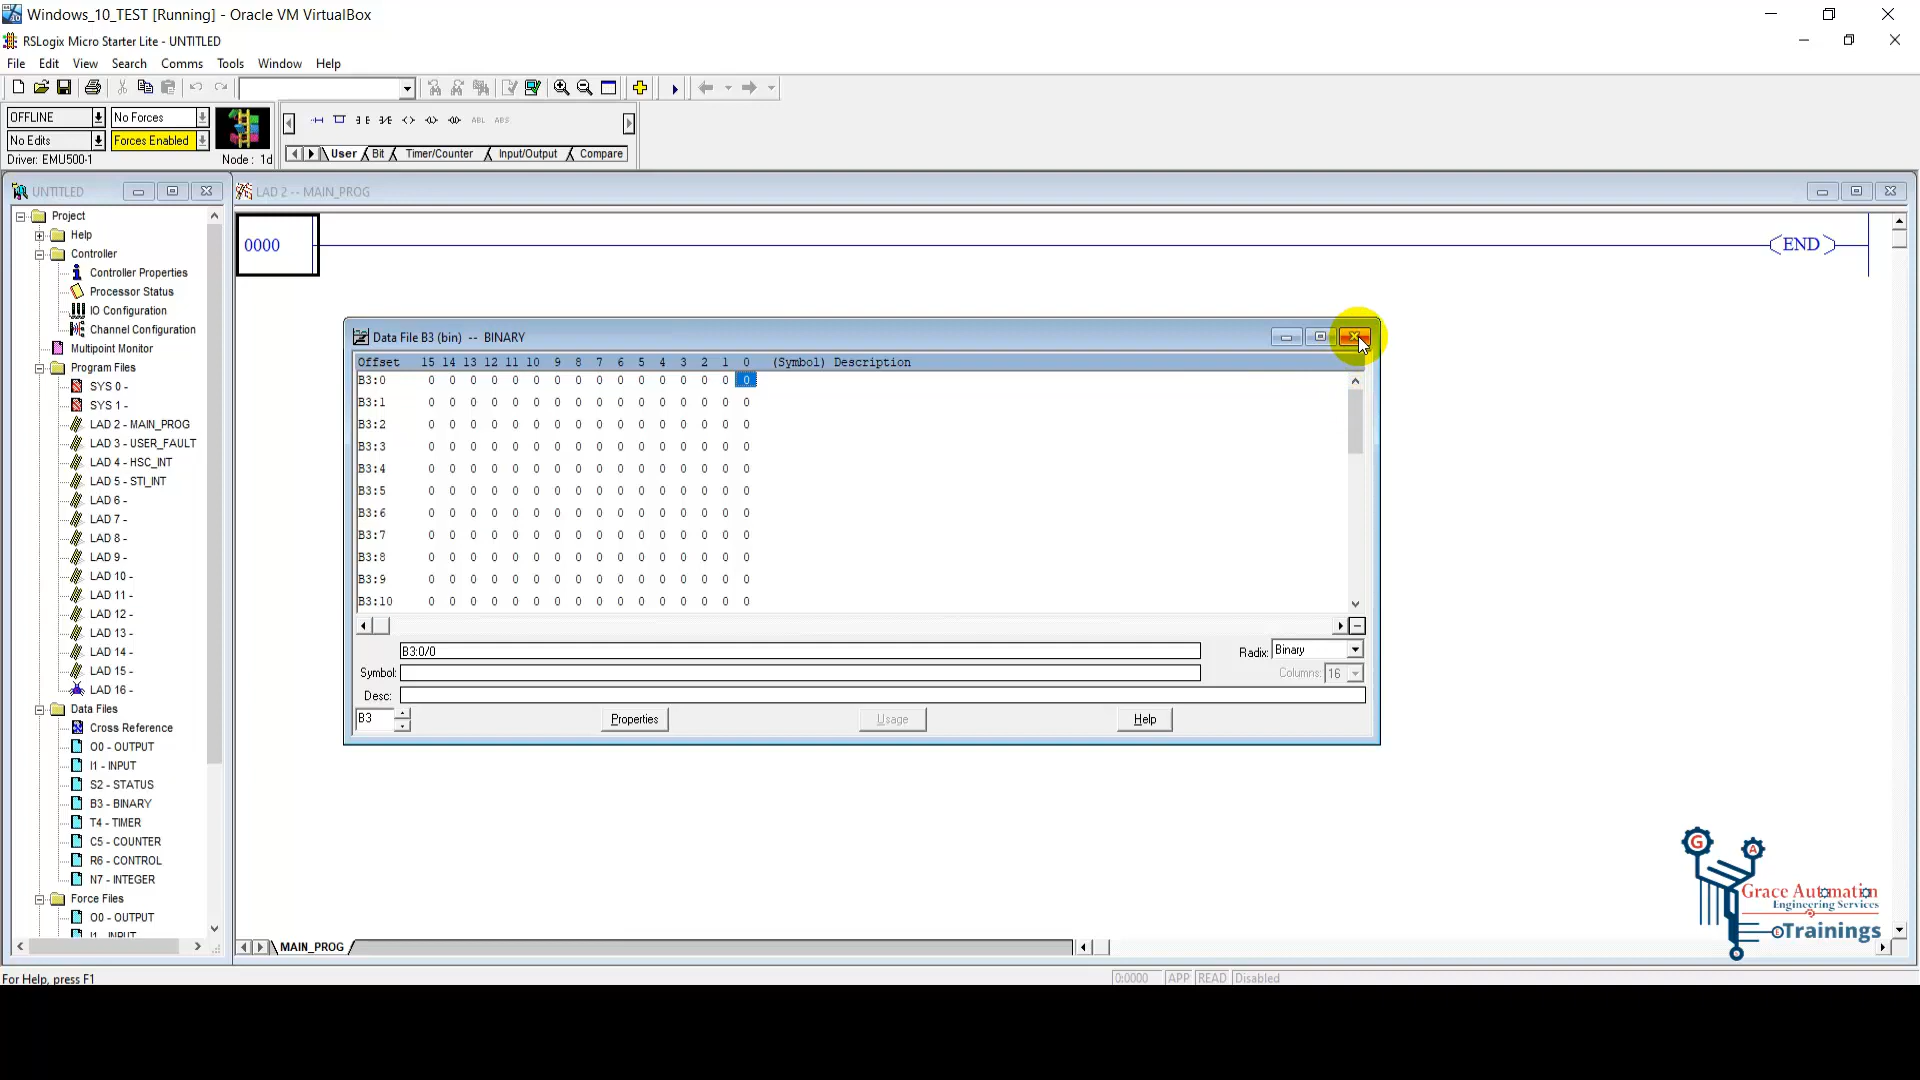 Windows_10_TEST [Running] - Oracle VM VirtualBox
RSLogix Micro Starter Lite - UNTITLED
File Edit View Search Comms Tools Window Help
OFFLINE No Forces
No Edits Forces Enabled
Driver: EMU500-1 Node : 1d
ABL ABS
User Bit Timer/Counter Input/Output Compare
UNTITLED
Project
Help
Controller
Controller Properties
Processor Status
IO Configuration
Channel Configuration
Multipoint Monitor
Program Files
SYS 0 -
SYS 1 -
LAD 2 - MAIN_PROG
LAD 3 - USER_FAULT
LAD 4 - HSC_INT
LAD 5 - STI_INT
LAD 6 -
LAD 7 -
LAD 8 -
LAD 9 -
LAD 10 -
LAD 11 -
LAD 12 -
LAD 13 -
LAD 14 -
LAD 15 -
LAD 16 -
Data Files
Cross Reference
O0 - OUTPUT
I1 - INPUT
S2 - STATUS
B3 - BINARY
T4 - TIMER
C5 - COUNTER
R6 - CONTROL
N7 - INTEGER
Force Files
O0 - OUTPUT
I1 - INPUT
LAD 2 -- MAIN_PROG
0000 END
Data File B3 (bin) -- BINARY
Offset 15 14 13 12 11 10 9 8 7 6 5 4 3 2 1 0 (Symbol) Description
B3:0 0 0 0 0 0 0 0 0 0 0 0 0 0 0 0 0
B3:1 0 0 0 0 0 0 0 0 0 0 0 0 0 0 0 0
B3:2 0 0 0 0 0 0 0 0 0 0 0 0 0 0 0 0
B3:3 0 0 0 0 0 0 0 0 0 0 0 0 0 0 0 0
B3:4 0 0 0 0 0 0 0 0 0 0 0 0 0 0 0 0
B3:5 0 0 0 0 0 0 0 0 0 0 0 0 0 0 0 0
B3:6 0 0 0 0 0 0 0 0 0 0 0 0 0 0 0 0
B3:7 0 0 0 0 0 0 0 0 0 0 0 0 0 0 0 0
B3:8 0 0 0 0 0 0 0 0 0 0 0 0 0 0 0 0
B3:9 0 0 0 0 0 0 0 0 0 0 0 0 0 0 0 0
B3:10 0 0 0 0 0 0 0 0 0 0 0 0 0 0 0 0
B3:0/0 Radix: Binary
Symbol: Columns: 16
Desc:
B3 Properties Usage Help
G A
Grace Automatin
Engineering Services
eTrainings
MAIN_PROG
For Help, press F1
0:0000 APP READ Disabled